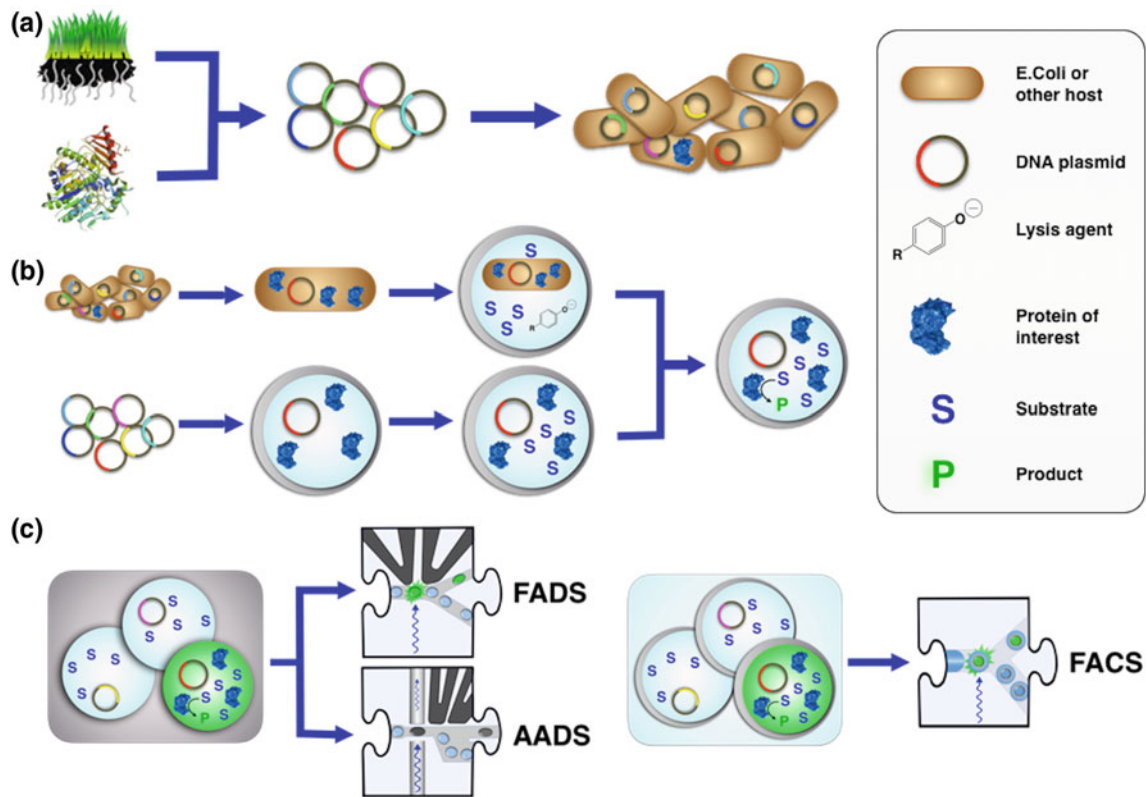 (a)
E.Coli or
other host
DNA plasmid
R
O
−
Lysis agent
Protein of
interest
S
Substrate
P
Product
(b)
S
S S
S S
R
O
−
S
S
S S
S
S
S
S
S
S
S
P
(c)
S
S S
S
S S
S
S
S
S
S
S
S
P
FADS
AADS
S
S S
S
S S
S
S
S
S
S
S
S
P
FACS